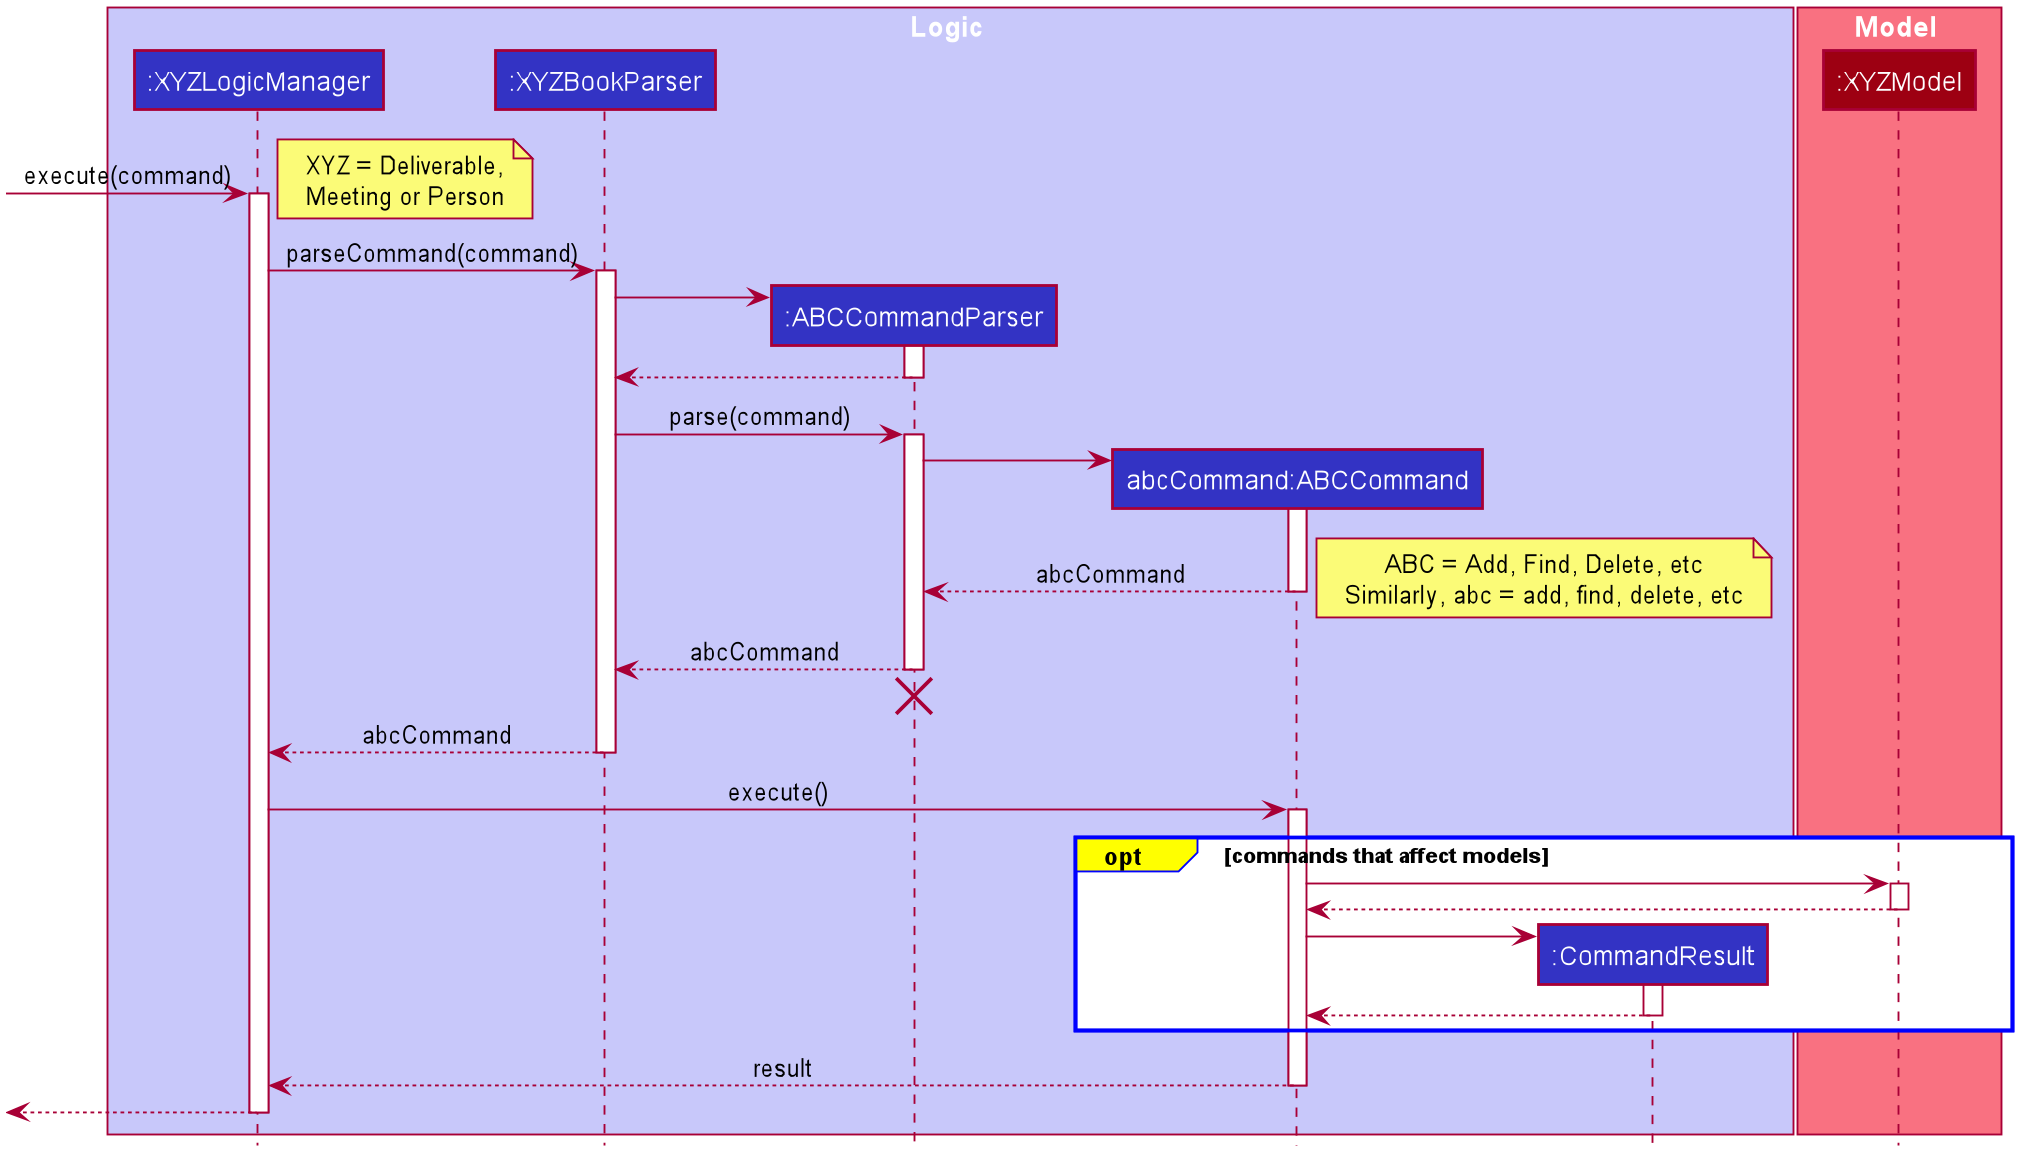 Logic
Model
:XYZLogicManager
:XYZBookParser
:XYZModel
execute(command)
XYZ = Deliverable,
Meeting or Person
parseCommand(command)
:ABCCommandParser
parse(command)
abcCommand:ABCCommand
abcCommand
ABC = Add, Find, Delete, etc
Similarly, abc = add, find, delete, etc
abcCommand
abcCommand
execute()
opt
[commands that affect models]
:CommandResult
result